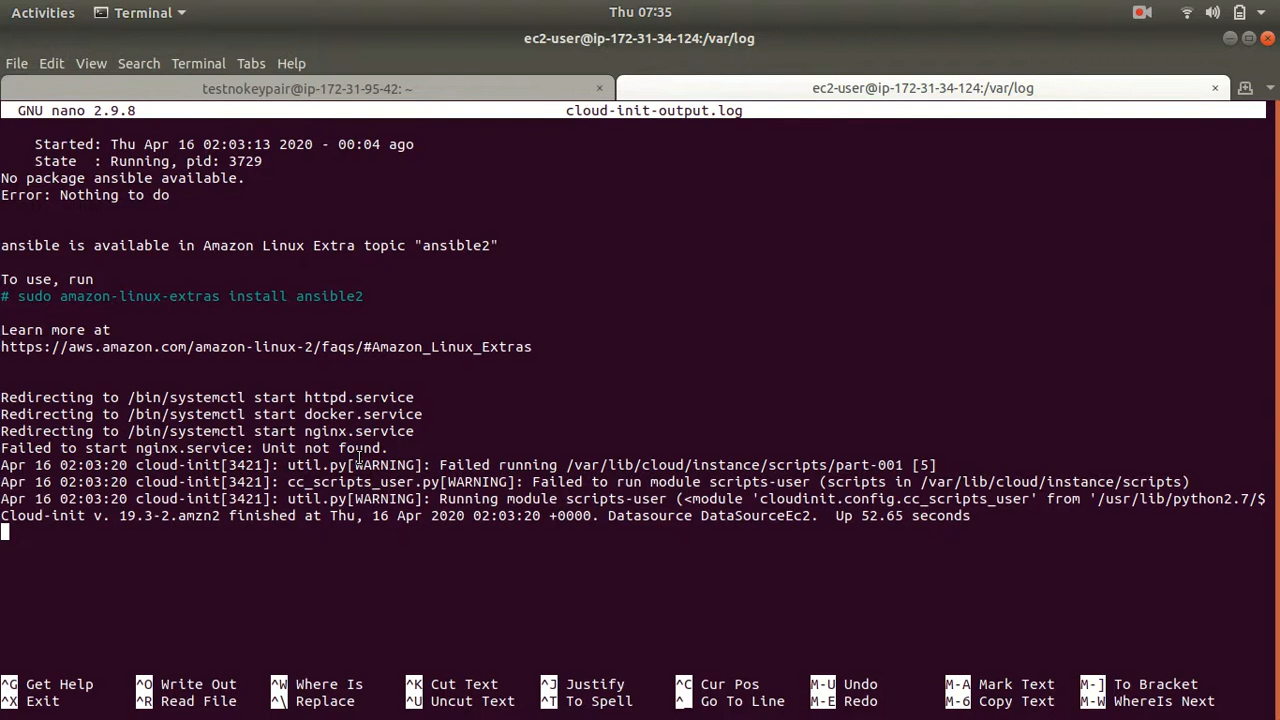 Activities Terminal Thu 07:35
ec2-user@ip-172-31-34-124:/var/log
File Edit View Search Terminal Tabs Help
testnokeypair@ip-172-31-95-42: ~ × ec2-user@ip-172-31-34-124:/var/log ×
GNU nano 2.9.8 cloud-init-output.log
Started: Thu Apr 16 02:03:13 2020 - 00:04 ago
State : Running, pid: 3729
No package ansible available.
Error: Nothing to do
ansible is available in Amazon Linux Extra topic "ansible2"
To use, run
# sudo amazon-linux-extras install ansible2
Learn more at
https://aws.amazon.com/amazon-linux-2/faqs/#Amazon_Linux_Extras
Redirecting to /bin/systemctl start httpd.service
Redirecting to /bin/systemctl start docker.service
Redirecting to /bin/systemctl start nginx.service
Failed to start nginx.service: Unit not found.
Apr 16 02:03:20 cloud-init[3421]: util.py[WARNING]: Failed running /var/lib/cloud/instance/scripts/part-001 [5]
Apr 16 02:03:20 cloud-init[3421]: cc_scripts_user.py[WARNING]: Failed to run module scripts-user (scripts in /var/lib/cloud/instance/scripts)
Apr 16 02:03:20 cloud-init[3421]: util.py[WARNING]: Running module scripts-user (<module 'cloudinit.config.cc_scripts_user' from '/usr/lib/python2.7/$
Cloud-init v. 19.3-2.amzn2 finished at Thu, 16 Apr 2020 02:03:20 +0000. Datasource DataSourceEc2.  Up 52.65 seconds
^G Get Help ^O Write Out ^W Where Is ^K Cut Text ^J Justify ^C Cur Pos M-U Undo M-A Mark Text M-] To Bracket
^X Exit ^R Read File ^\ Replace ^U Uncut Text ^T To Spell ^_ Go To Line M-E Redo M-6 Copy Text M-W WhereIs Next